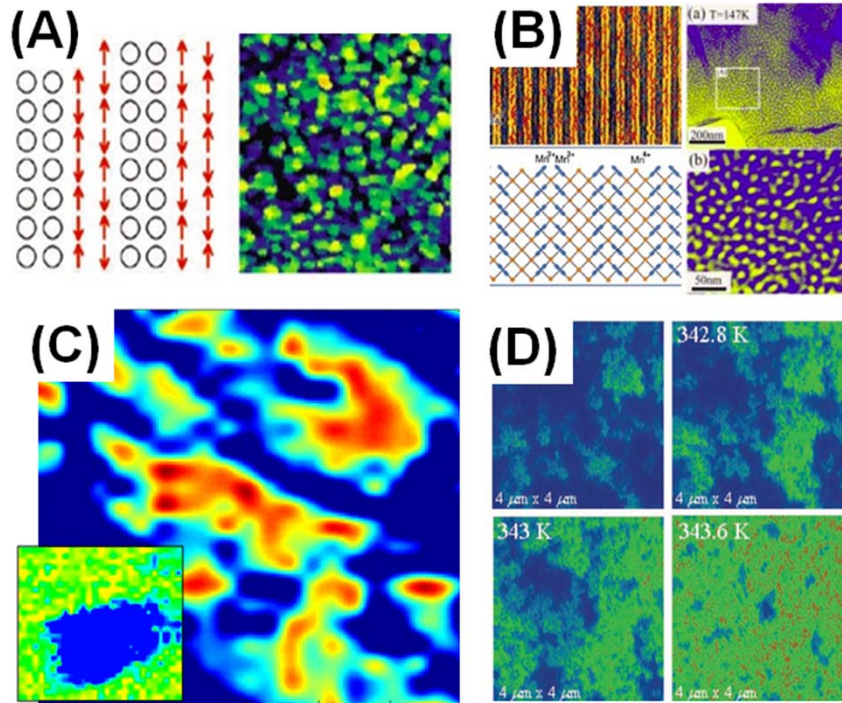 (A)
(B)
(a) T=147K
200nm
Mn³⁺Mn³⁺ Mn⁴⁺
(b)
50nm
(C)
(D)
342.8 K
4 µm x 4 µm
4 µm x 4 µm
343 K
343.6 K
4 µm x 4 µm
4 µm x 4 µm